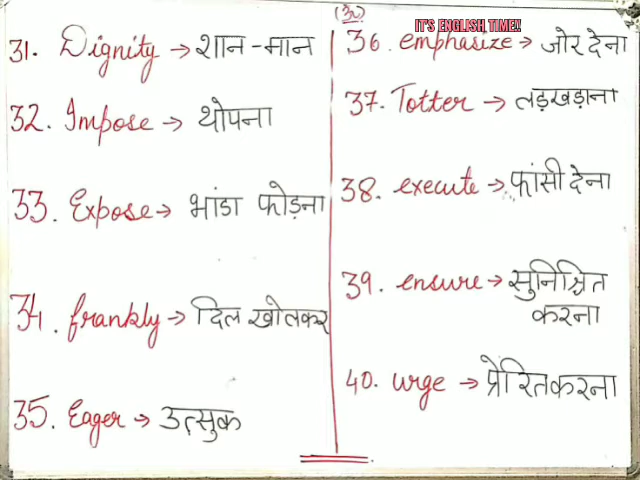 (30)
IT'S ENGLISH TIME!!
31. Dignity → शान-मान
32. Impose → थोपना
33. Expose → भांडा फोड़ना
34. frankly → दिल खोलकर
35. Eager → उत्सुक
36. emphasize → जोर देना
37. Totter → लड़खड़ाना
38. execute → फांसी देना
39. ensure → सुनिश्चित
करना
40. urge → प्रेरित करना